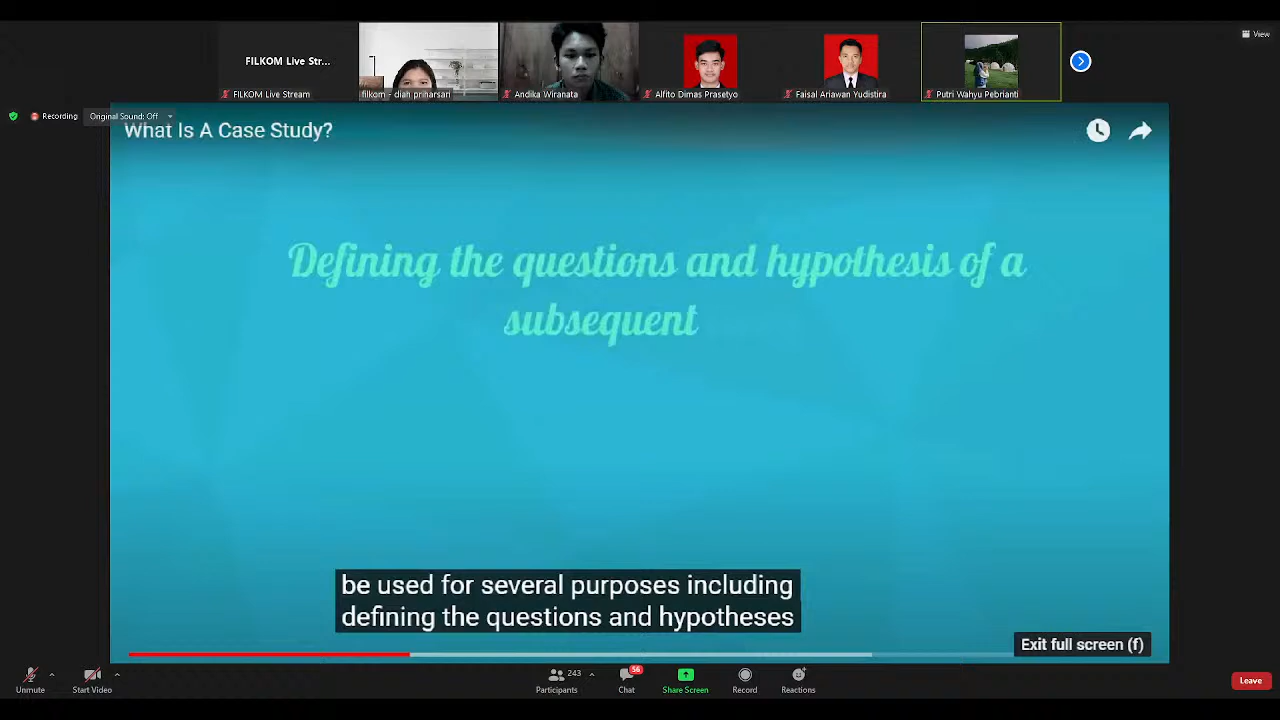 FILKOM Live Str...
FILKOM Live Stream
filkom - dian priharsari
Andika Wiranata
Alfito Dimas Prasetyo
Faisal Ariawan Yudistira
Putri Wahyu Pebrianti
View
Recording
Original Sound: Off
What Is A Case Study?
Defining the questions and hypothesis of a
subsequent
be used for several purposes including
defining the questions and hypotheses
Exit full screen (f)
Unmute
Start Video
243
Participants
56
Chat
Share Screen
Record
Reactions
Leave